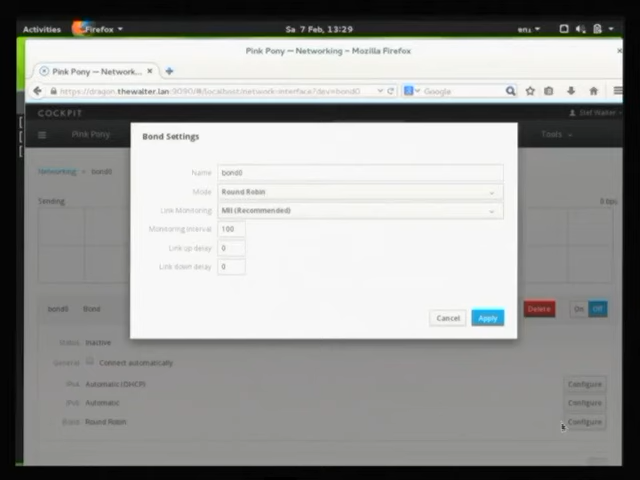 Activities Firefox Sa 7 Feb, 13:29 en1
Pink Pony — Networking — Mozilla Firefox
Pink Pony — Network...
https://dragon.thewalter.lan:9090/#/localhost/network-interface?dev=bond0 Google
COCKPIT Stef Walter
Pink Pony Tools
Bond Settings
Networking bond0
Sending 0 bps
Name bond0
Mode Round Robin
Link Monitoring MII (Recommended)
Monitoring Interval 100
Link up delay 0
Link down delay 0
bond0 Bond Delete On Off
Cancel Apply
Status Inactive
General Connect automatically
IPv4 Automatic (DHCP) Configure
IPv6 Automatic Configure
Bond Round Robin Configure